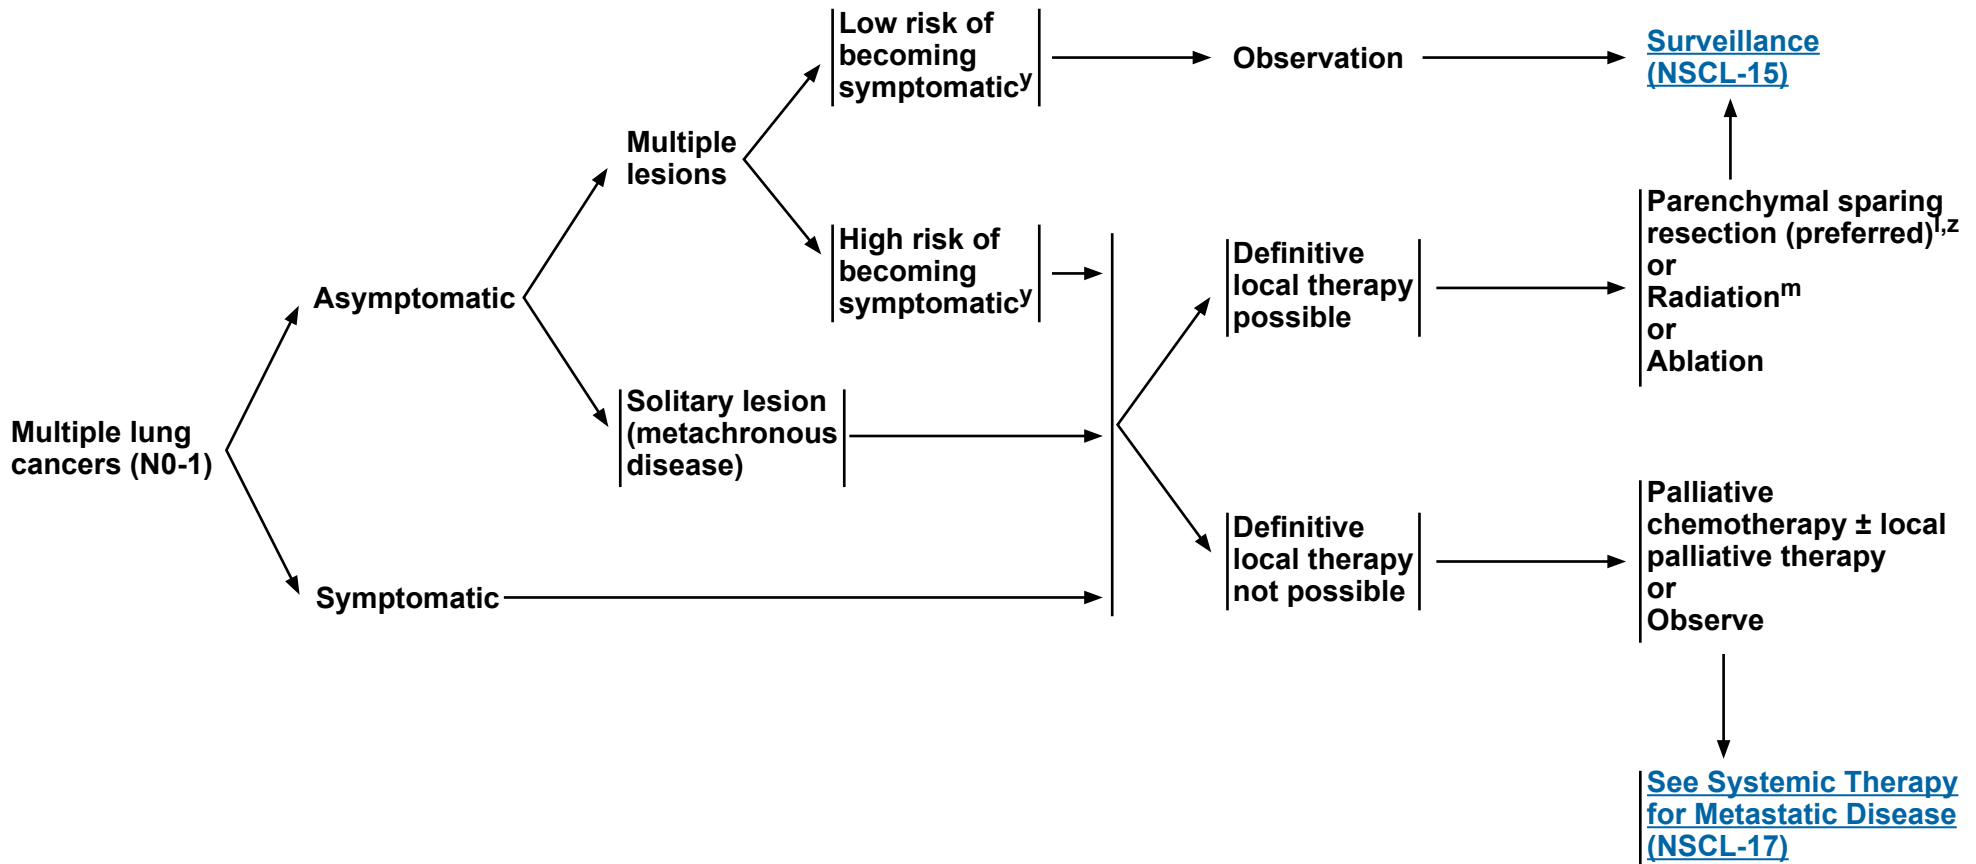 Multiple lung
cancers (N0-1)
Asymptomatic
Symptomatic
Multiple
lesions
Solitary lesion
(metachronous
disease)
Low risk of
becoming
symptomaticʸ
High risk of
becoming
symptomaticʸ
Observation
Definitive
local therapy
possible
Definitive
local therapy
not possible
Surveillance
(NSCL-15)
Parenchymal sparing
resection (preferred)ˡ,ᶻ
or
Radiationᵐ
or
Ablation
Palliative
chemotherapy ± local
palliative therapy
or
Observe
See Systemic Therapy
for Metastatic Disease
(NSCL-17)